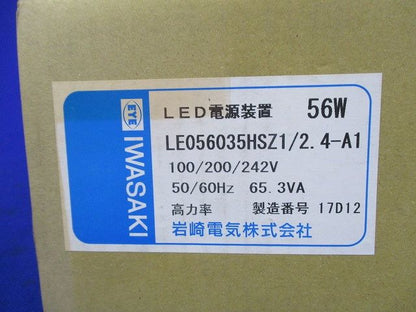 EYE
IWASAKI
LED電源装置 56W
LE056035HSZ1/2.4-A1
100/200/242V
50/60Hz 65.3VA
高力率 製造番号 17D12
岩崎電気株式会社